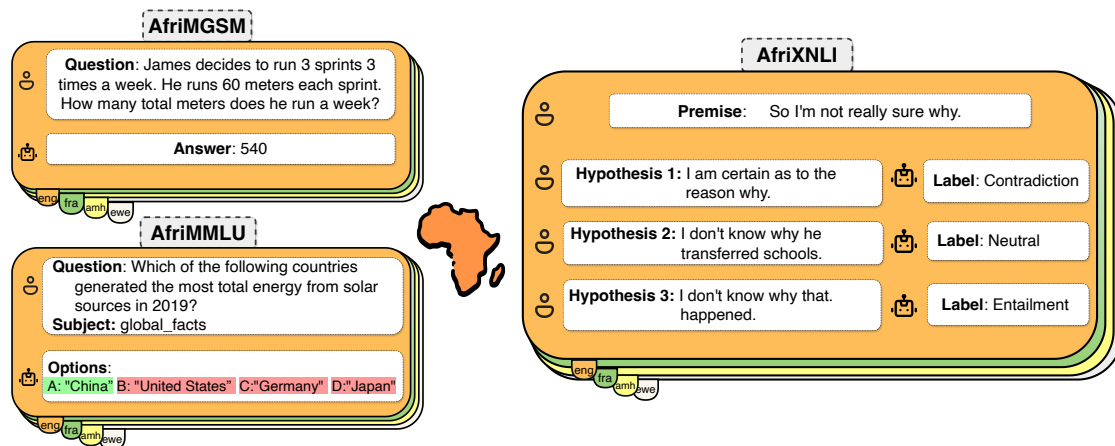 AfriMGSM
Question: James decides to run 3 sprints 3
times a week. He runs 60 meters each sprint.
How many total meters does he run a week?
Answer: 540
eng
fra
amh
ewe
AfriMMLU
Question: Which of the following countries
generated the most total energy from solar
sources in 2019?
Subject: global_facts
Options:
A: "China" B: "United States" C:"Germany" D:"Japan"
eng
fra
amh
ewe
AfriXNLI
Premise: So I'm not really sure why.
Hypothesis 1: I am certain as to the
reason why.
Label: Contradiction
Hypothesis 2: I don't know why he
transferred schools.
Label: Neutral
Hypothesis 3: I don't know why that.
happened.
Label: Entailment
eng
fra
amh
ewe